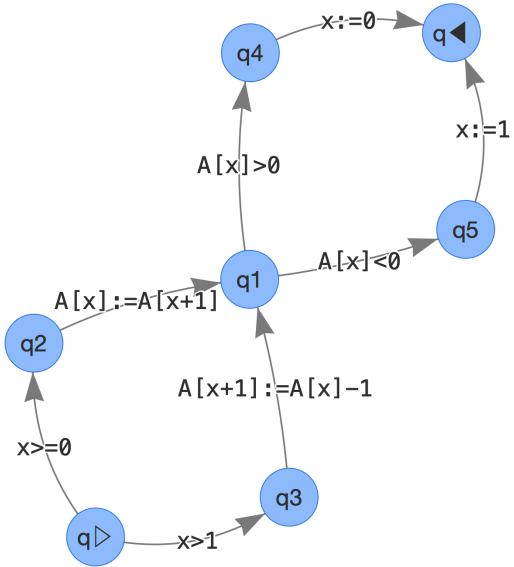 x:=0
q4
q◀
x:=1
A[x]>0
q5
A[x]<0
q1
A[x]:=A[x+1]
q2
A[x+1]:=A[x]-1
x>=0
q3
q▷
x>1